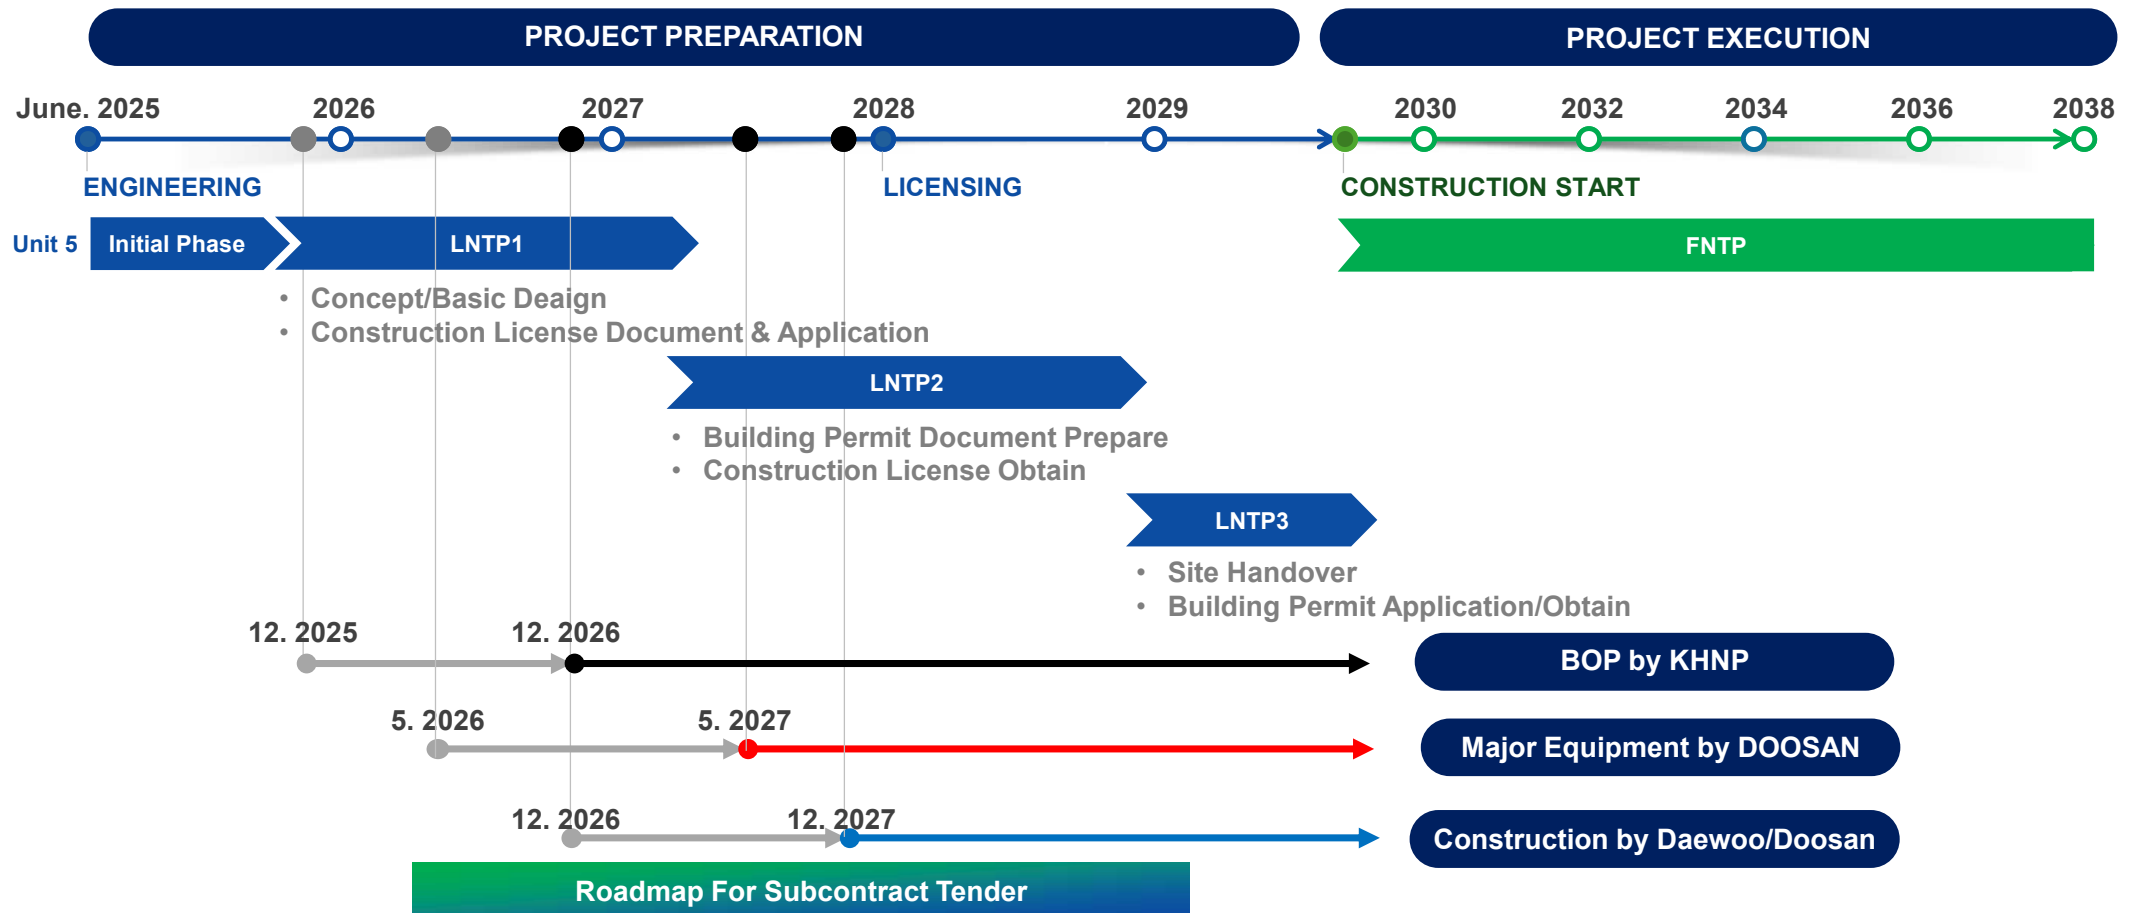 PROJECT PREPARATION
PROJECT EXECUTION
June. 2025
2026
2027
2028
2029
2030
2032
2034
2036
2038
ENGINEERING
LICENSING
CONSTRUCTION START
Unit 5
Initial Phase
LNTP1
FNTP
• Concept/Basic Deaign
• Construction License Document & Application
LNTP2
• Building Permit Document Prepare
• Construction License Obtain
LNTP3
• Site Handover
• Building Permit Application/Obtain
12. 2025
12. 2026
BOP by KHNP
5. 2026
5. 2027
Major Equipment by DOOSAN
12. 2026
12. 2027
Construction by Daewoo/Doosan
Roadmap For Subcontract Tender